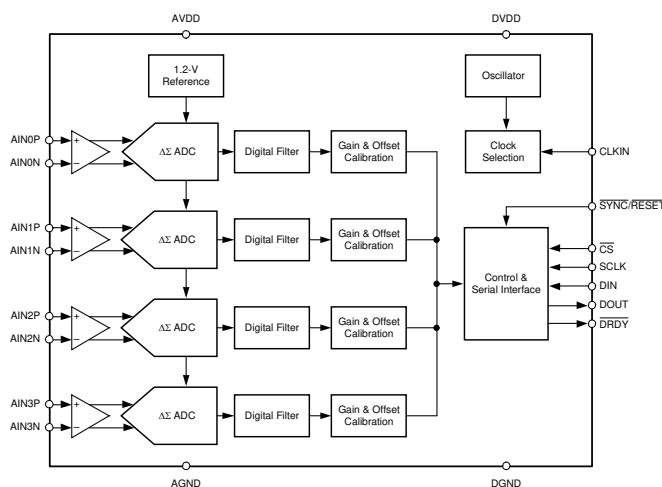 AVDD
DVDD
1.2-V
Reference
Oscillator
AIN0P
+
AIN0N
−
ΔΣ ADC
Digital Filter
Gain & Offset
Calibration
Clock
Selection
CLKIN
SYNC/RESET
AIN1P
+
AIN1N
−
ΔΣ ADC
Digital Filter
Gain & Offset
Calibration
Control &
Serial Interface
CS
SCLK
DIN
DOUT
DRDY
AIN2P
+
AIN2N
−
ΔΣ ADC
Digital Filter
Gain & Offset
Calibration
AIN3P
+
AIN3N
−
ΔΣ ADC
Digital Filter
Gain & Offset
Calibration
AGND
DGND